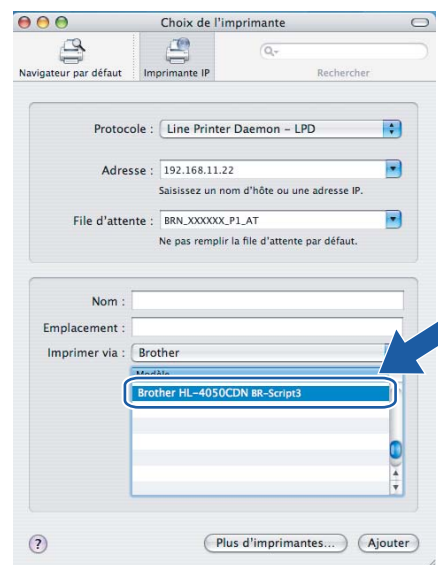 Choix de l'imprimante
Navigateur par défaut
Imprimante IP
Rechercher
Protocole : Line Printer Daemon – LPD
Adresse : 192.168.11.22
Saisissez un nom d'hôte ou une adresse IP.
File d'attente : BRN_XXXXXX_P1_AT
Ne pas remplir la file d'attente par défaut.
Nom :
Emplacement :
Imprimer via : Brother
Modèle
Brother HL-4050CDN BR-Script3
? Plus d'imprimantes... Ajouter